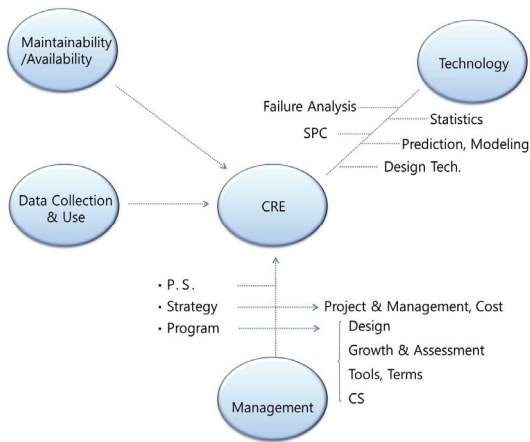 Maintainability
/Availability
Technology
Failure Analysis
Statistics
SPC
Prediction, Modeling
Design Tech.
Data Collection
& Use
CRE
・P. S.
・Strategy
Project & Management, Cost
・Program
Design
Growth & Assessment
Tools, Terms
CS
Management